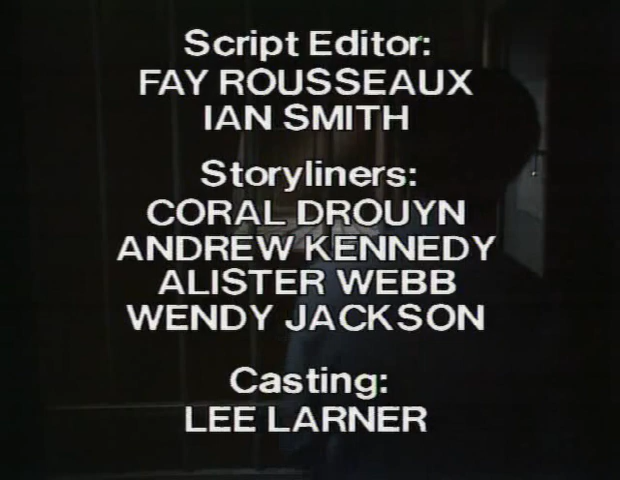 Script Editor:
FAY ROUSSEAUX
IAN SMITH
Storyliners:
CORAL DROUYN
ANDREW KENNEDY
ALISTER WEBB
WENDY JACKSON
Casting:
LEE LARNER